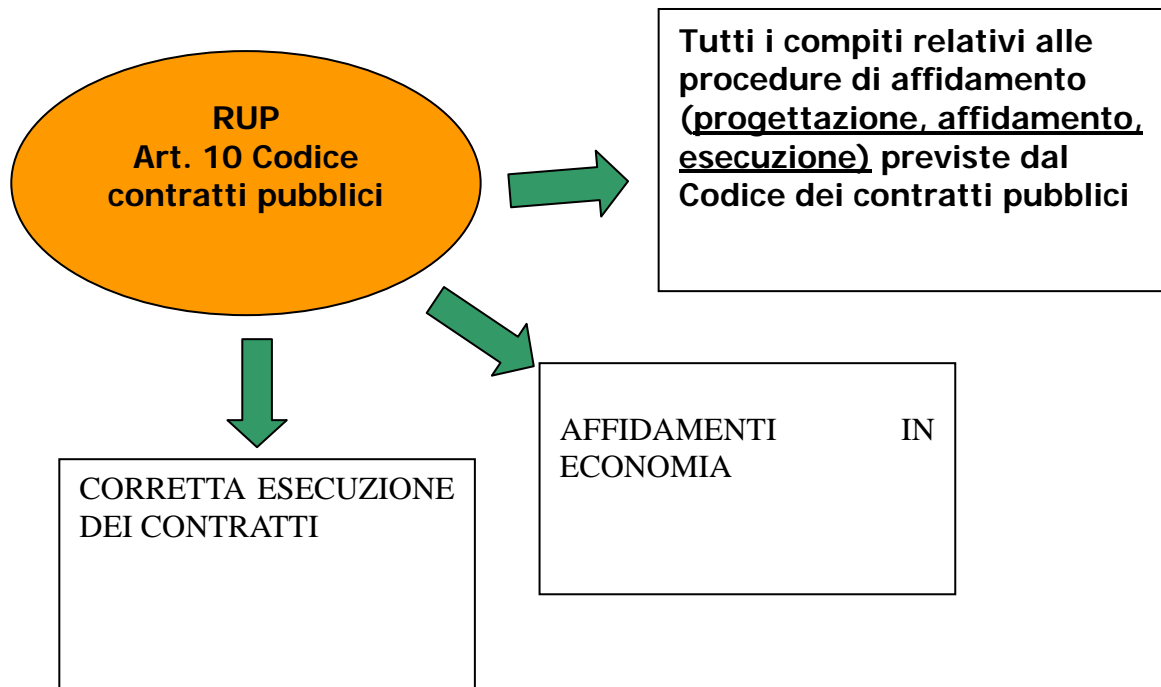 RUP
Art. 10 Codice
contratti pubblici
Tutti i compiti relativi alle
procedure di affidamento
(progettazione, affidamento,
esecuzione) previste dal
Codice dei contratti pubblici
AFFIDAMENTI IN
ECONOMIA
CORRETTA ESECUZIONE
DEI CONTRATTI